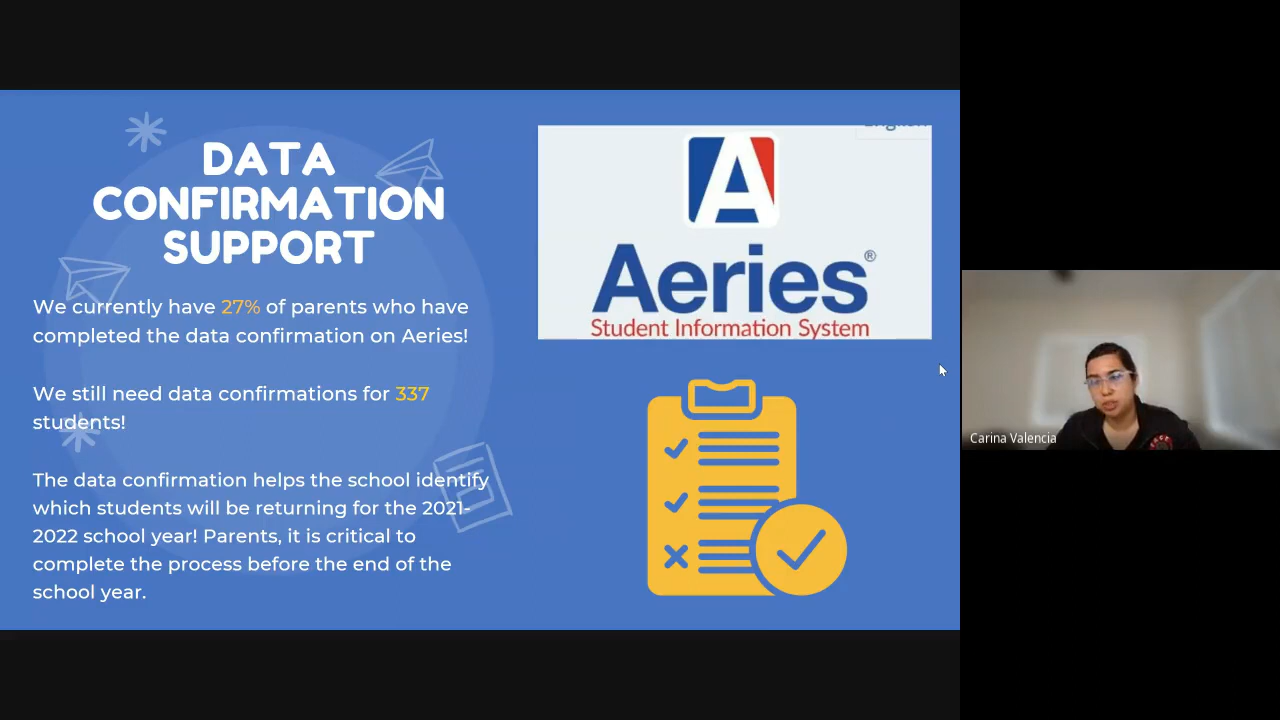 DATA
CONFIRMATION
SUPPORT
We currently have 27% of parents who have
completed the data confirmation on Aeries!
We still need data confirmations for 337
students!
The data confirmation helps the school identify
which students will be returning for the 2021-
2022 school year! Parents, it is critical to
complete the process before the end of the
school year.
English
A
Aeries®
Student Information System
Carina Valencia